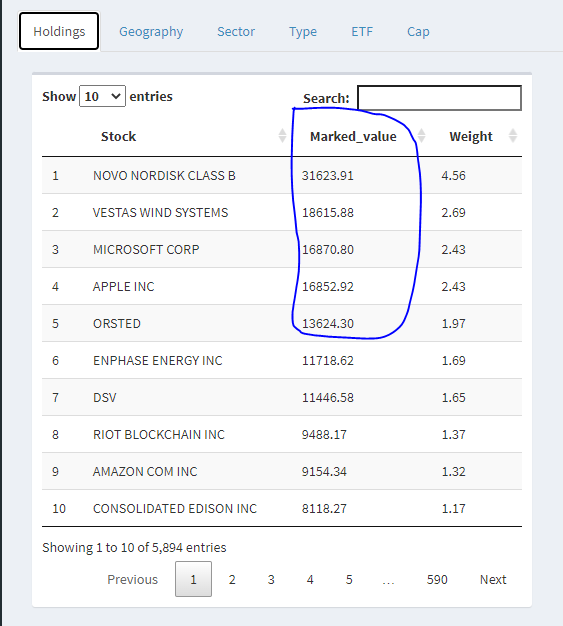 Holdings Geography Sector Type ETF Cap
Show 10 entries Search:
Stock Marked_value Weight
1 NOVO NORDISK CLASS B 31623.91 4.56
2 VESTAS WIND SYSTEMS 18615.88 2.69
3 MICROSOFT CORP 16870.80 2.43
4 APPLE INC 16852.92 2.43
5 ORSTED 13624.30 1.97
6 ENPHASE ENERGY INC 11718.62 1.69
7 DSV 11446.58 1.65
8 RIOT BLOCKCHAIN INC 9488.17 1.37
9 AMAZON COM INC 9154.34 1.32
10 CONSOLIDATED EDISON INC 8118.27 1.17
Showing 1 to 10 of 5,894 entries
Previous 1 2 3 4 5 … 590 Next